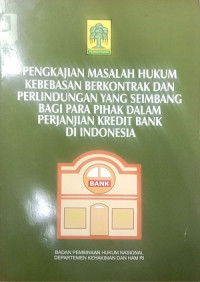 PENGKAJIAN MASALAH HUKUM
KEBEBASAN BERKONTRAK DAN
PERLINDUNGAN YANG SEIMBANG
BAGI PARA PIHAK DALAM
PERJANJIAN KREDIT BANK
DI INDONESIA
BANK
BADAN PEMBINAAN HUKUM NASIONAL
DEPARTEMEN KEHAKIMAN DAN HAM RI